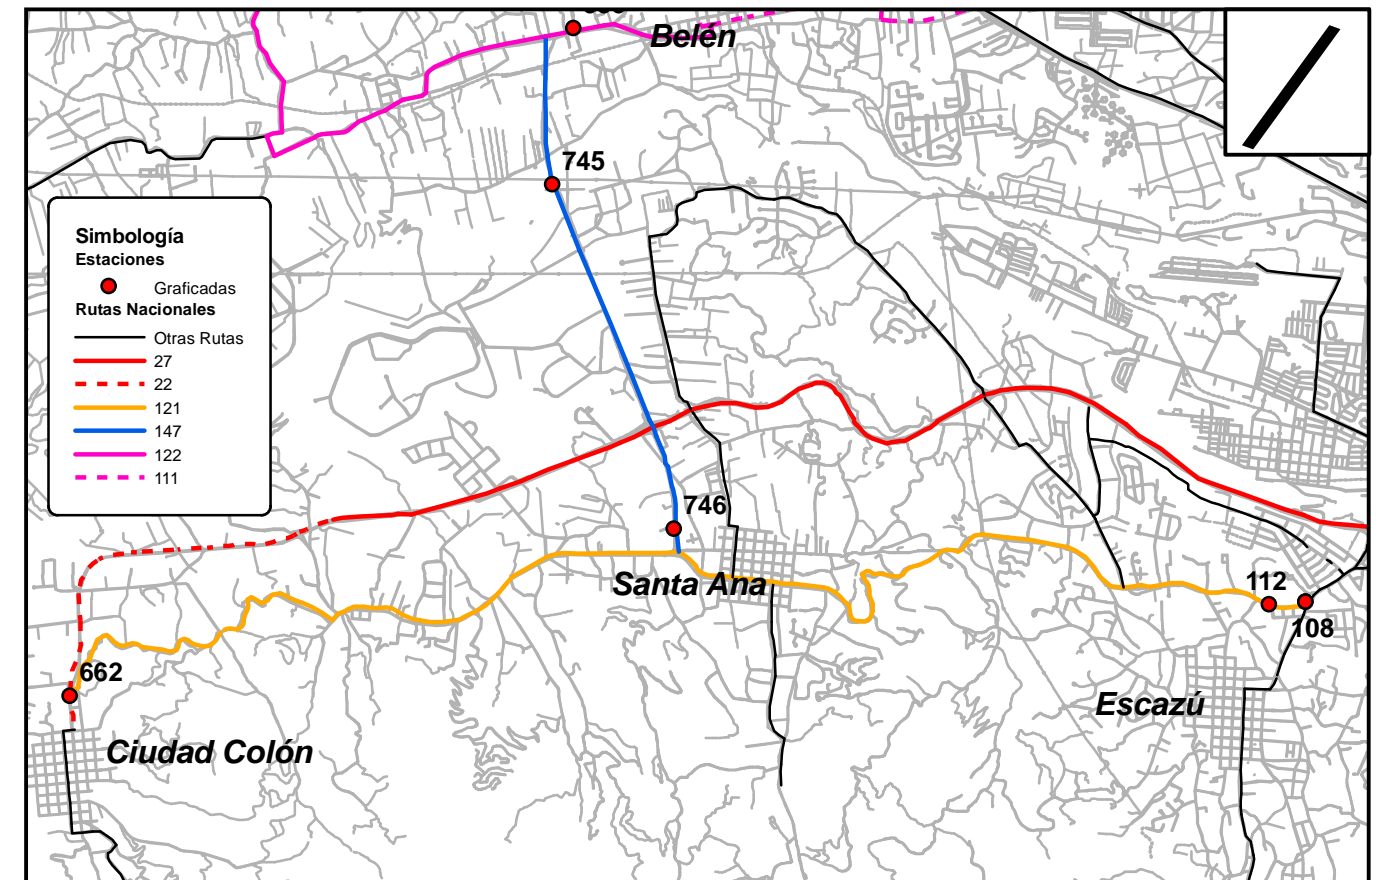 Belén
745
Simbología
Estaciones
Graficadas
Rutas Nacionales
Otras Rutas
27
22
121
147
122
111
746
Santa Ana
112
108
662
Escazú
Ciudad Colón